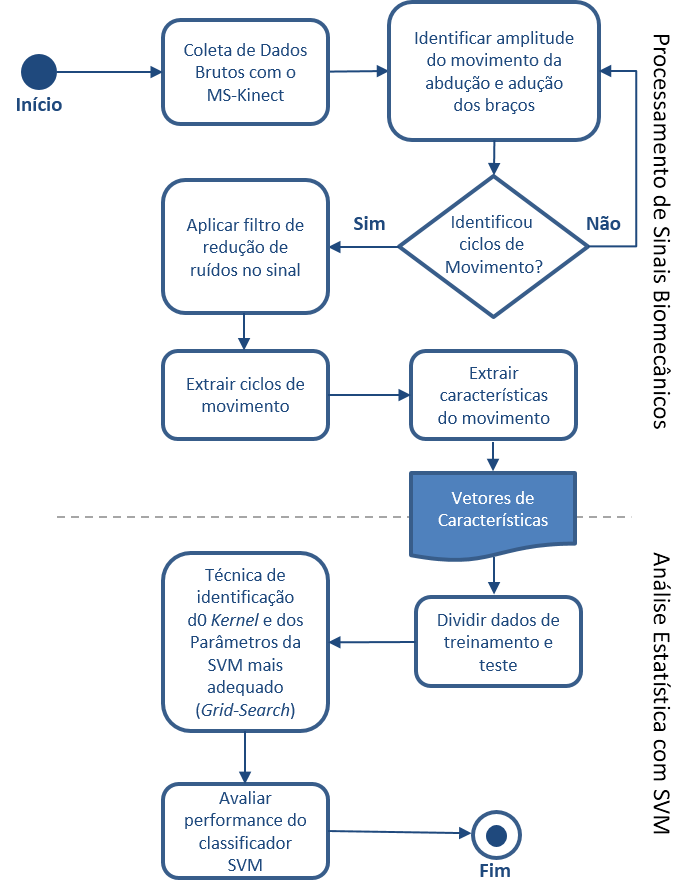 Início
Coleta de Dados
Brutos com o
MS-Kinect
Identificar amplitude
do movimento da
abdução e adução
dos braços
Identificou
ciclos de
Movimento?
Sim
Não
Aplicar filtro de
redução de
ruídos no sinal
Extrair ciclos de
movimento
Extrair
características
do movimento
Vetores de
Características
Dividir dados de
treinamento e
teste
Técnica de
identificação
d0 Kernel e dos
Parâmetros da
SVM mais
adequado
(Grid-Search)
Avaliar
performance do
classificador
SVM
Fim
Processamento de Sinais Biomecânicos
Análise Estatística com SVM